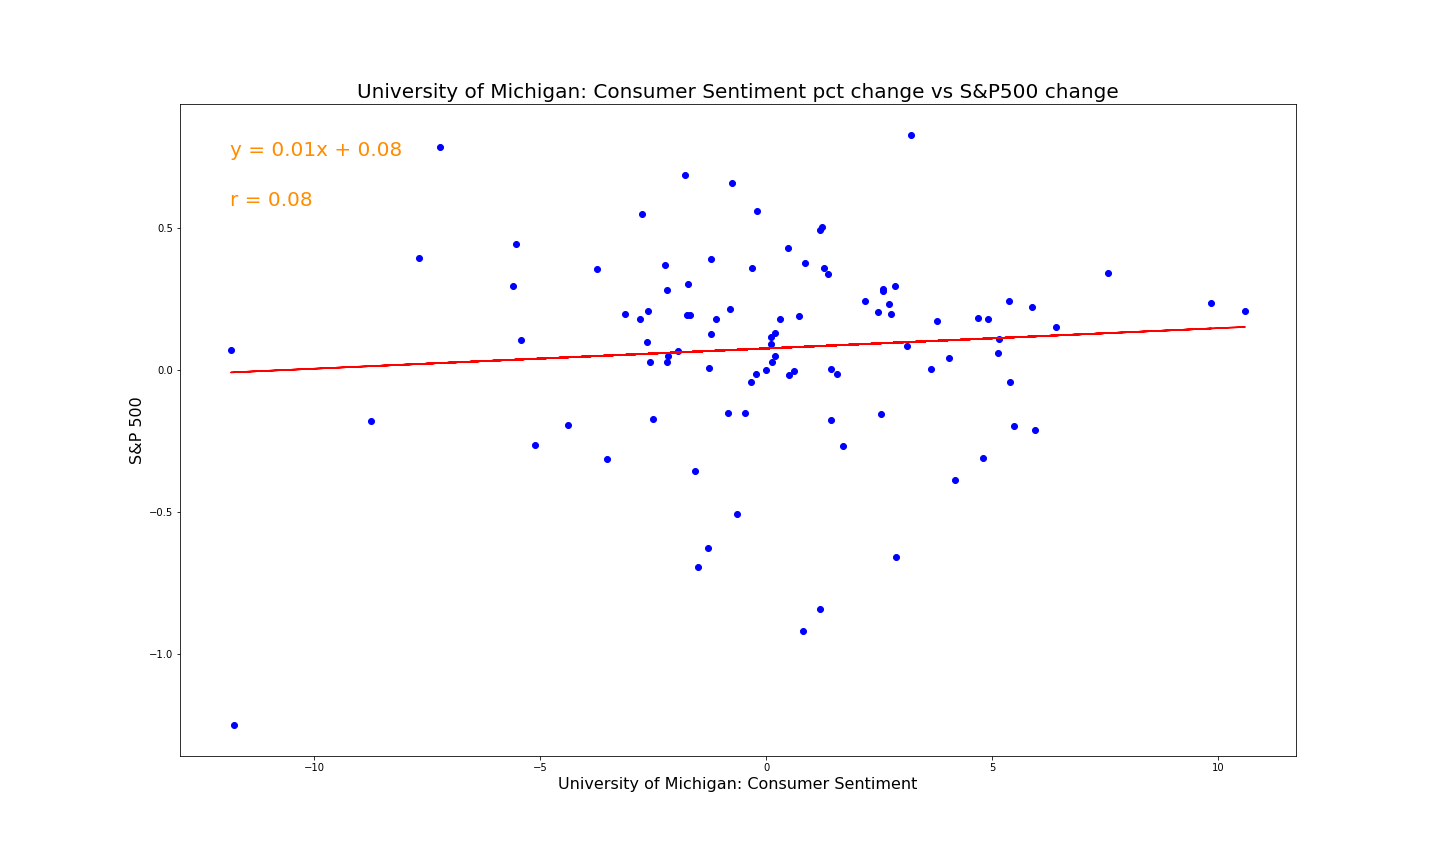 University of Michigan: Consumer Sentiment pct change vs S&P500 change
y = 0.01x + 0.08
r = 0.08
0.5
0.0
−0.5
−1.0
S&P 500
−10
−5
0
5
10
University of Michigan: Consumer Sentiment